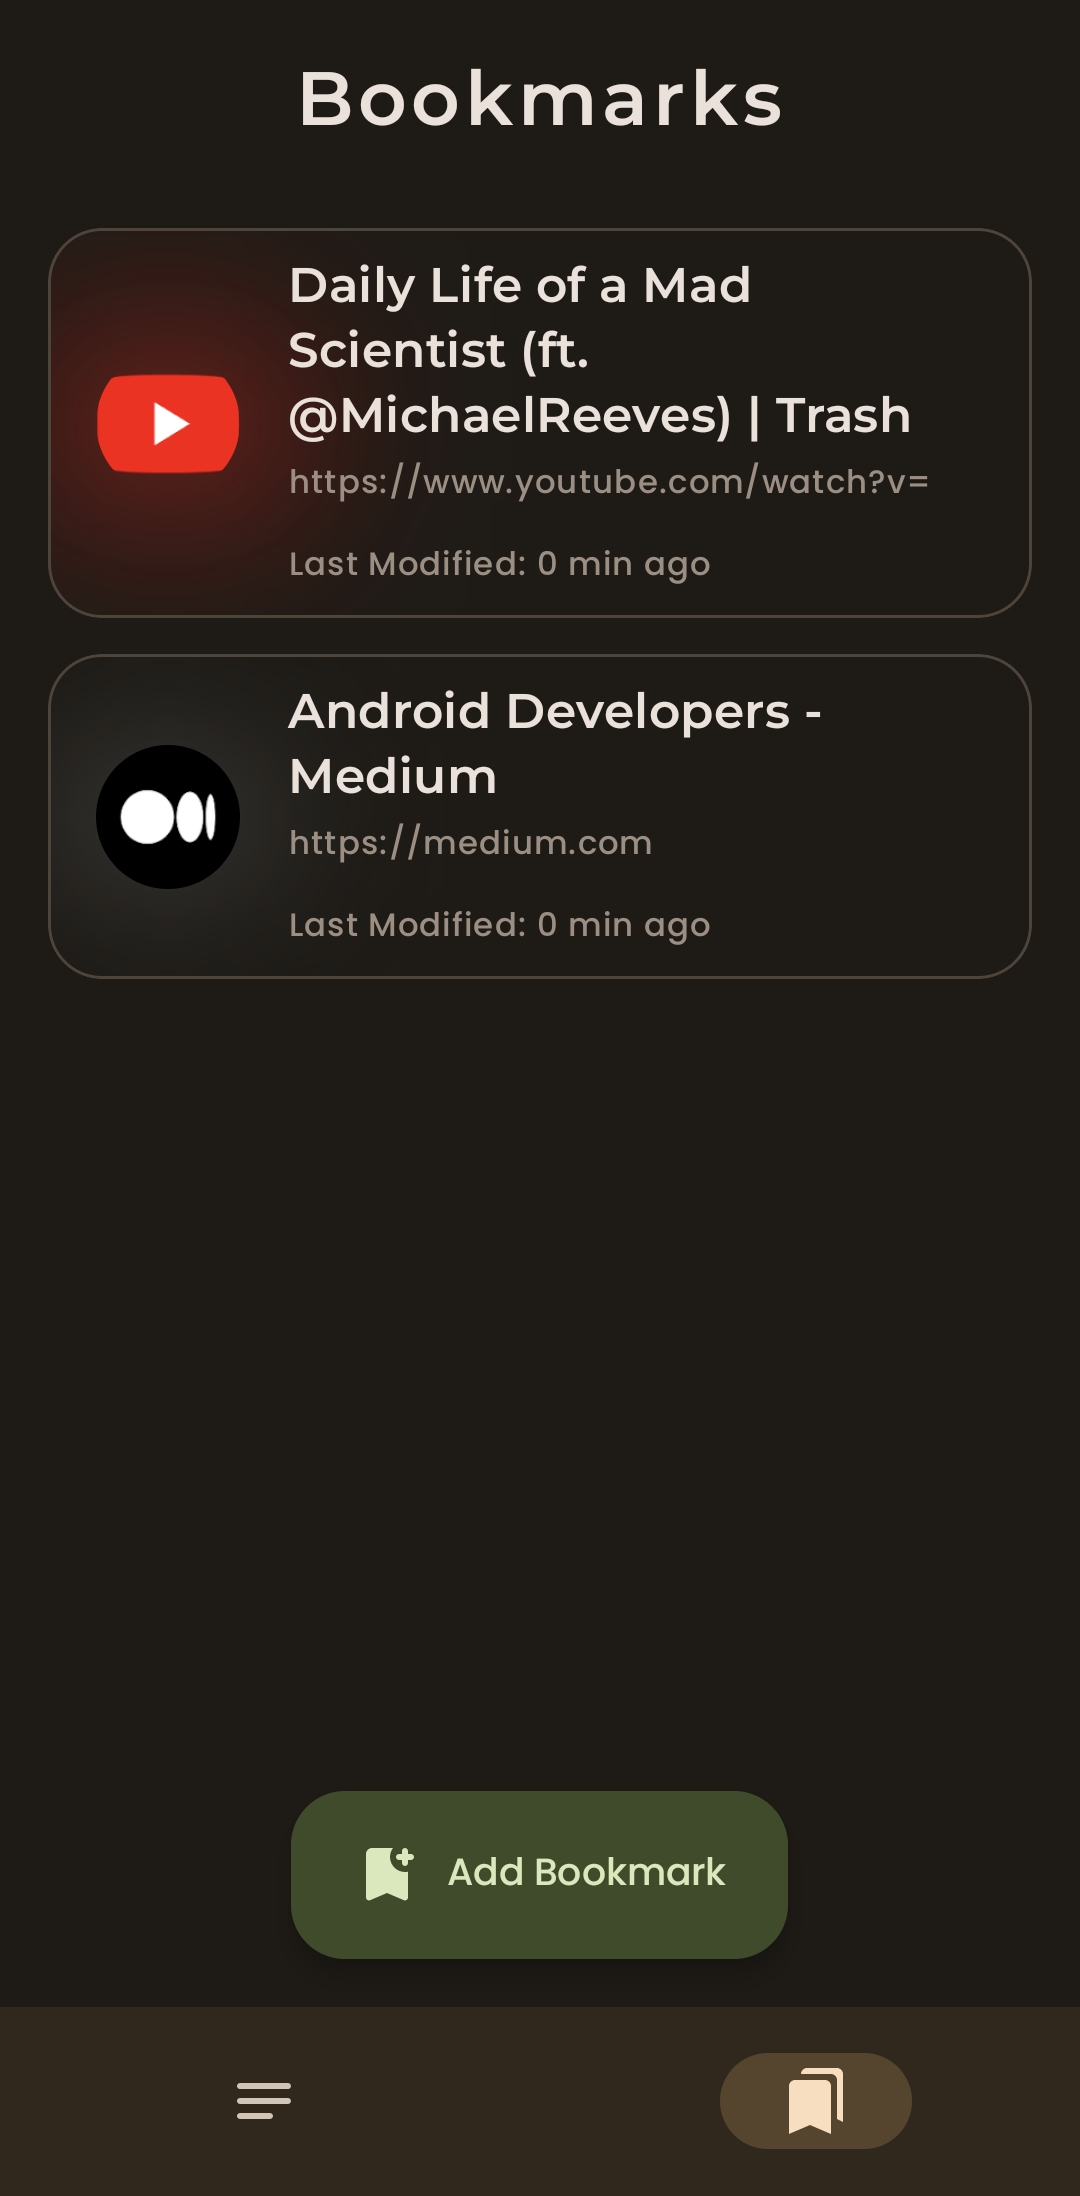 Bookmarks
Daily Life of a Mad
Scientist (ft.
@MichaelReeves) | Trash
https://www.youtube.com/watch?v=
Last Modified: 0 min ago
Android Developers -
Medium
https://medium.com
Last Modified: 0 min ago
Add Bookmark